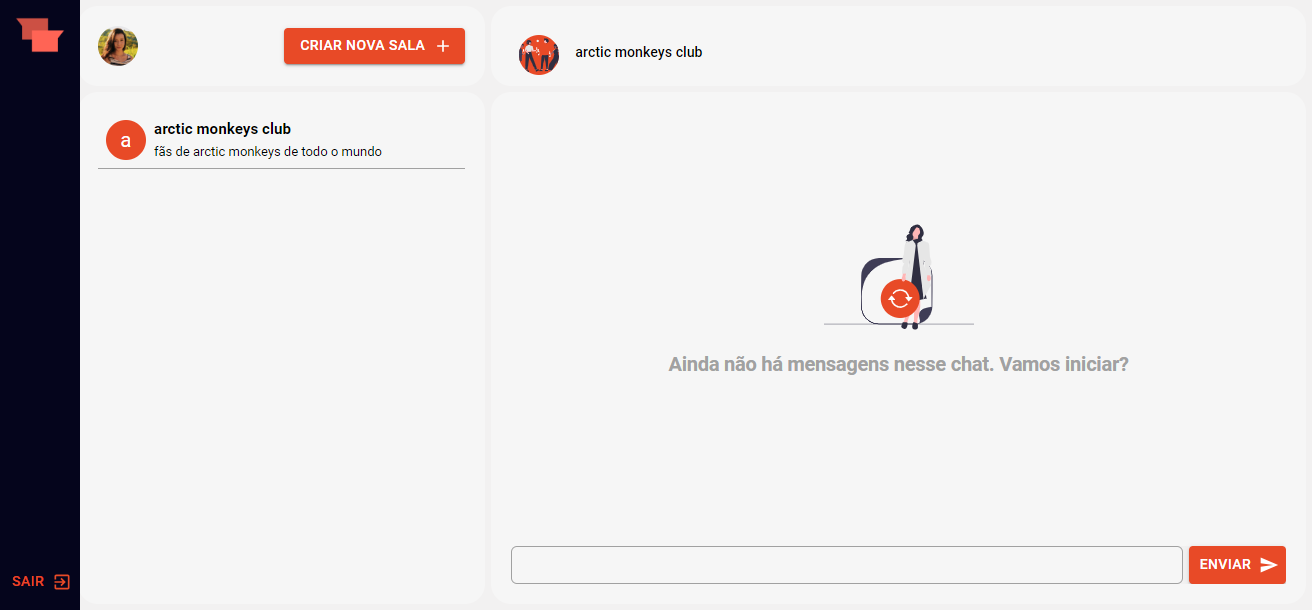 CRIAR NOVA SALA
arctic monkeys club
a
arctic monkeys club
fãs de arctic monkeys de todo o mundo
Ainda não há mensagens nesse chat. Vamos iniciar?
ENVIAR
SAIR